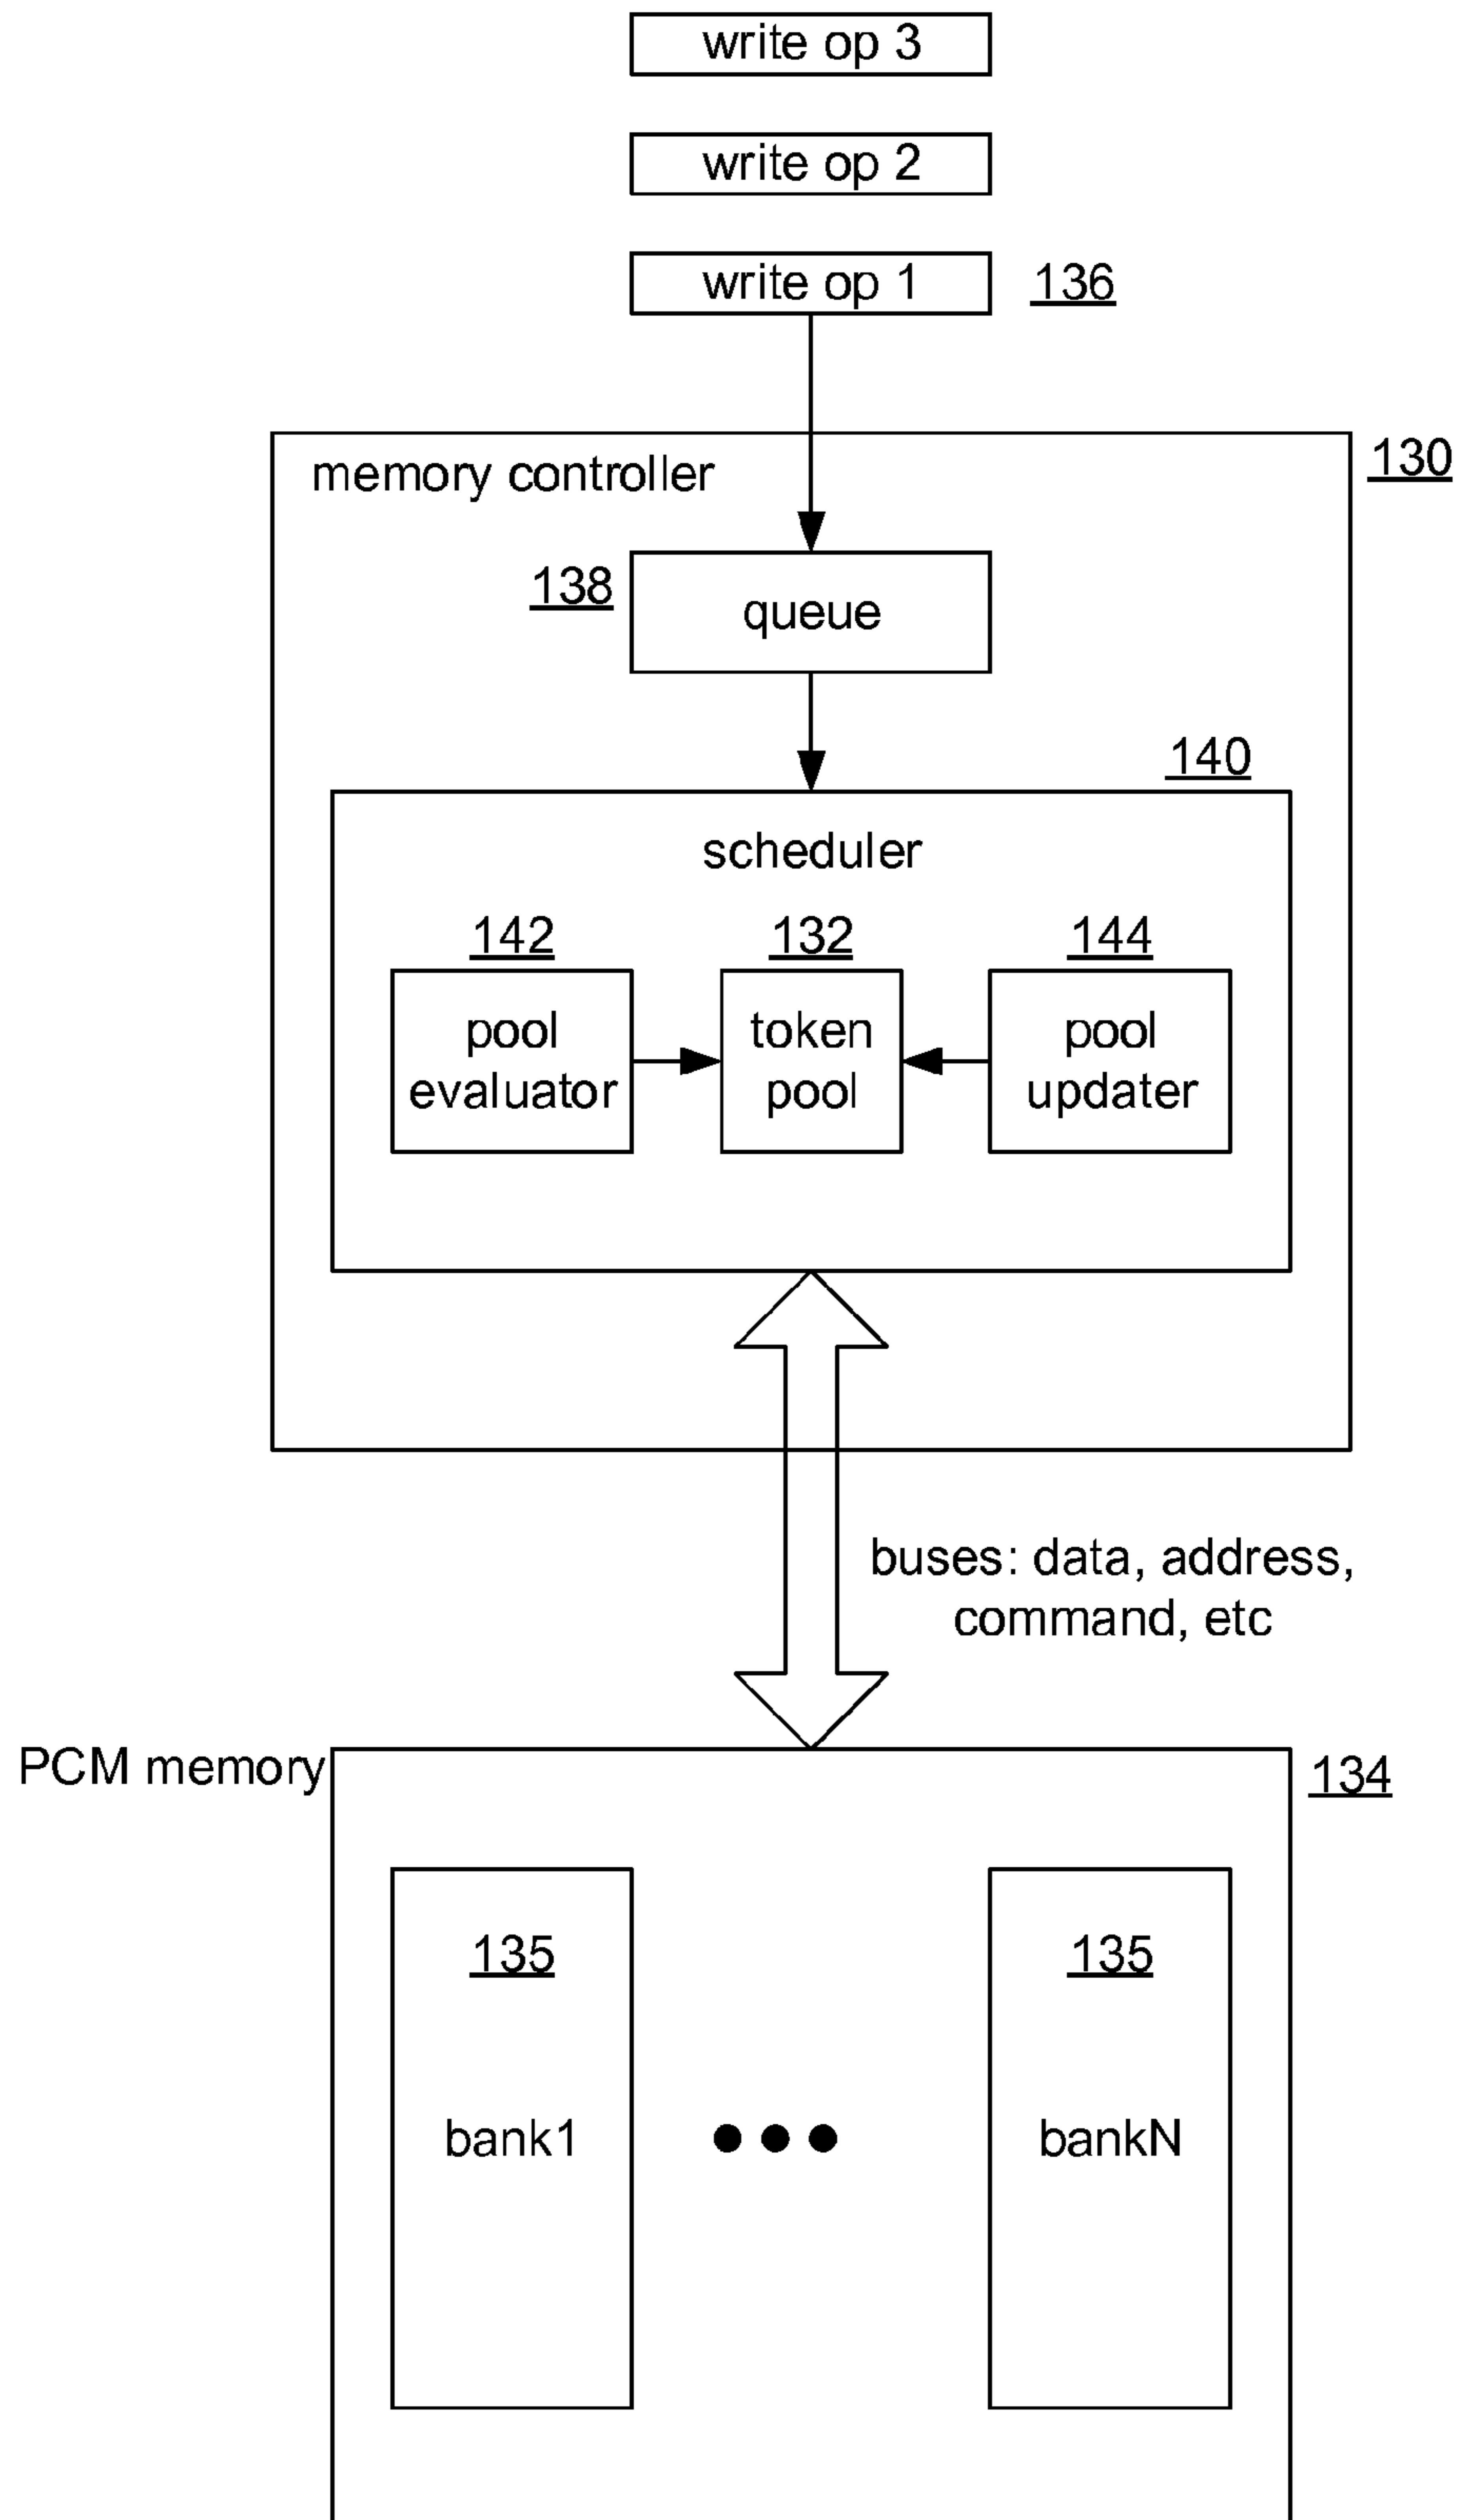 write op 3
write op 2
write op 1
136
130
memory controller
138
queue
140
scheduler
142
132
144
pool
evaluator
token
pool
pool
updater
buses: data, address,
command, etc
PCM memory
134
135
135
bank1
bankN